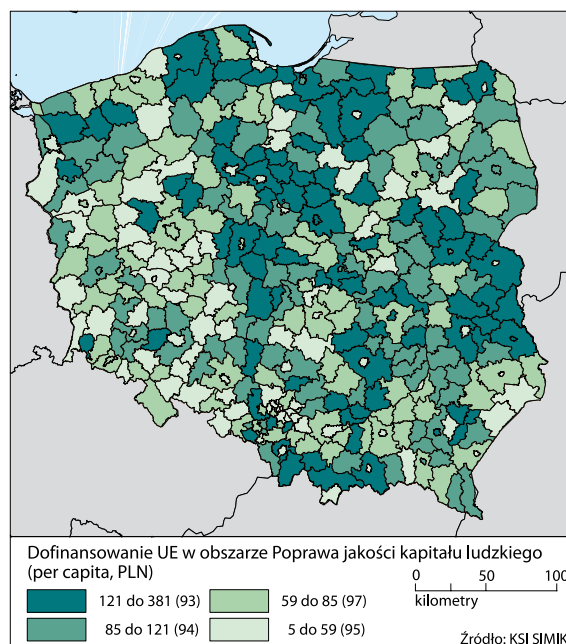 Dofinansowanie UE w obszarze Poprawa jakości kapitału ludzkiego
(per capita, PLN)
121 do 381 (93)
59 do 85 (97)
85 do 121 (94)
5 do 59 (95)
0 50 100
kilometry
Źródło: KSI SIMIK